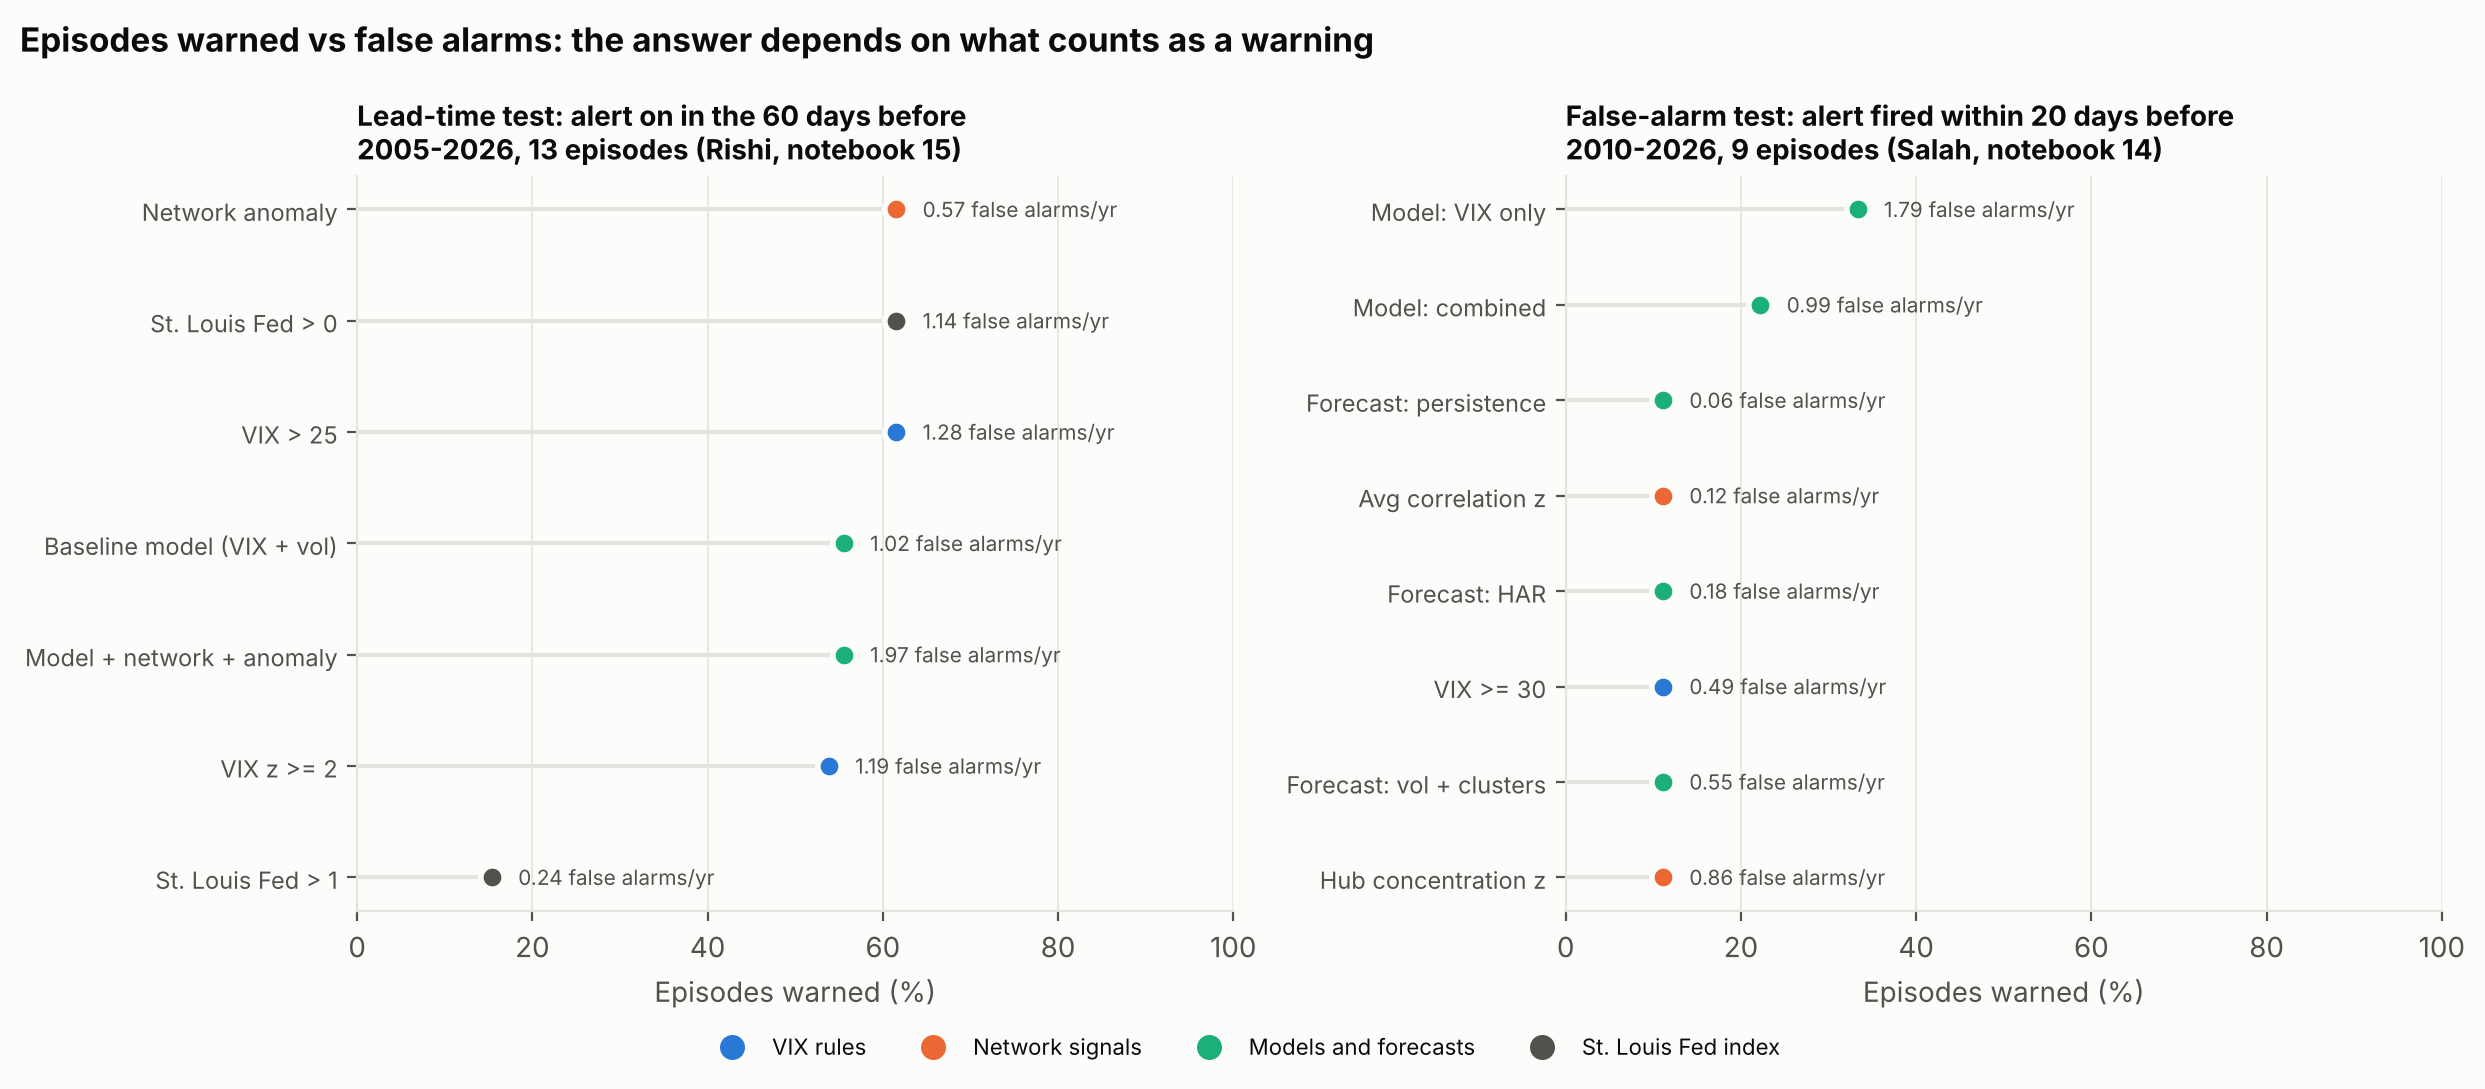 Episodes warned vs false alarms: the answer depends on what counts as a warning
Lead-time test: alert on in the 60 days before
2005-2026, 13 episodes (Rishi, notebook 15)
Network anomaly
0.57 false alarms/yr
St. Louis Fed > 0
1.14 false alarms/yr
VIX > 25
1.28 false alarms/yr
Baseline model (VIX + vol)
1.02 false alarms/yr
Model + network + anomaly
1.97 false alarms/yr
VIX z >= 2
1.19 false alarms/yr
St. Louis Fed > 1
0.24 false alarms/yr
0 20 40 60 80 100
Episodes warned (%)
False-alarm test: alert fired within 20 days before
2010-2026, 9 episodes (Salah, notebook 14)
Model: VIX only
1.79 false alarms/yr
Model: combined
0.99 false alarms/yr
Forecast: persistence
0.06 false alarms/yr
Avg correlation z
0.12 false alarms/yr
Forecast: HAR
0.18 false alarms/yr
VIX >= 30
0.49 false alarms/yr
Forecast: vol + clusters
0.55 false alarms/yr
Hub concentration z
0.86 false alarms/yr
0 20 40 60 80 100
Episodes warned (%)
VIX rules
Network signals
Models and forecasts
St. Louis Fed index